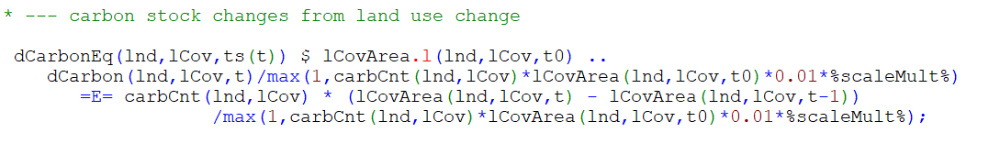 * --- carbon stock changes from land use change
dCarbonEq(lnd,lCov,ts(t)) $ lCovArea.l(lnd,lCov,t0) ..
dCarbon(lnd,lCov,t)/max(1,carbCnt(lnd,lCov)*lCovArea(lnd,lCov,t0)*0.01*%scaleMult%)
=E= carbCnt(lnd,lCov) * (lCovArea(lnd,lCov,t) - lCovArea(lnd,lCov,t-1))
/max(1,carbCnt(lnd,lCov)*lCovArea(lnd,lCov,t0)*0.01*%scaleMult%);